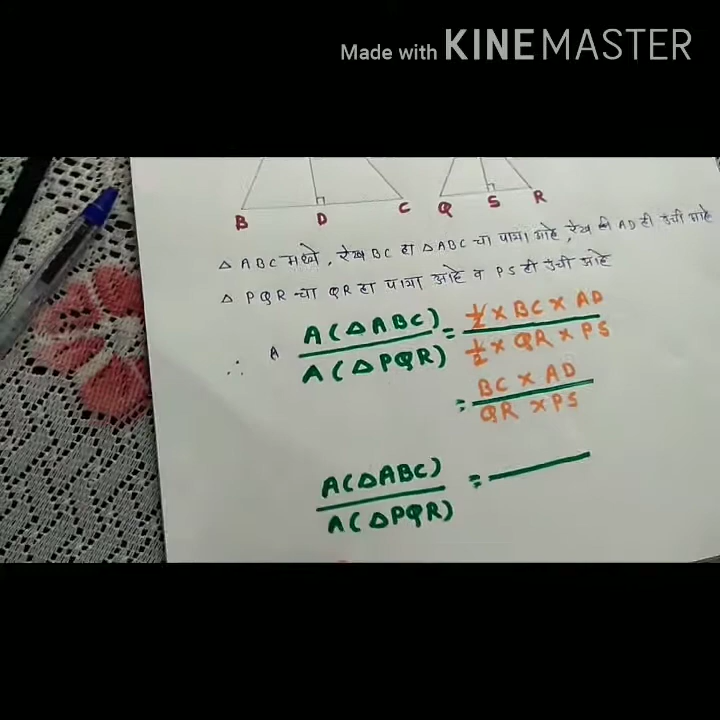 Made with KINEMASTER
B D C Q S R
△ ABC मध्ये, रेख BC हा △ABC चा पाया आहे, रेख AD ही उंची आहे
△ PQR चा QR हा पाया आहे व PS ही उंची आहे
∴ A A(△ABC)/A(△PQR) = ½ × BC × AD/½ × QR × PS
= BC × AD/QR × PS
A(△ABC)/A(△PQR) =